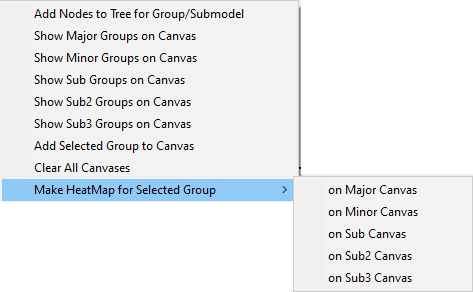 Add Nodes to Tree for Group/Submodel
Show Major Groups on Canvas
Show Minor Groups on Canvas
Show Sub Groups on Canvas
Show Sub2 Groups on Canvas
Show Sub3 Groups on Canvas
Add Selected Group to Canvas
Clear All Canvases
Make HeatMap for Selected Group
on Major Canvas
on Minor Canvas
on Sub Canvas
on Sub2 Canvas
on Sub3 Canvas